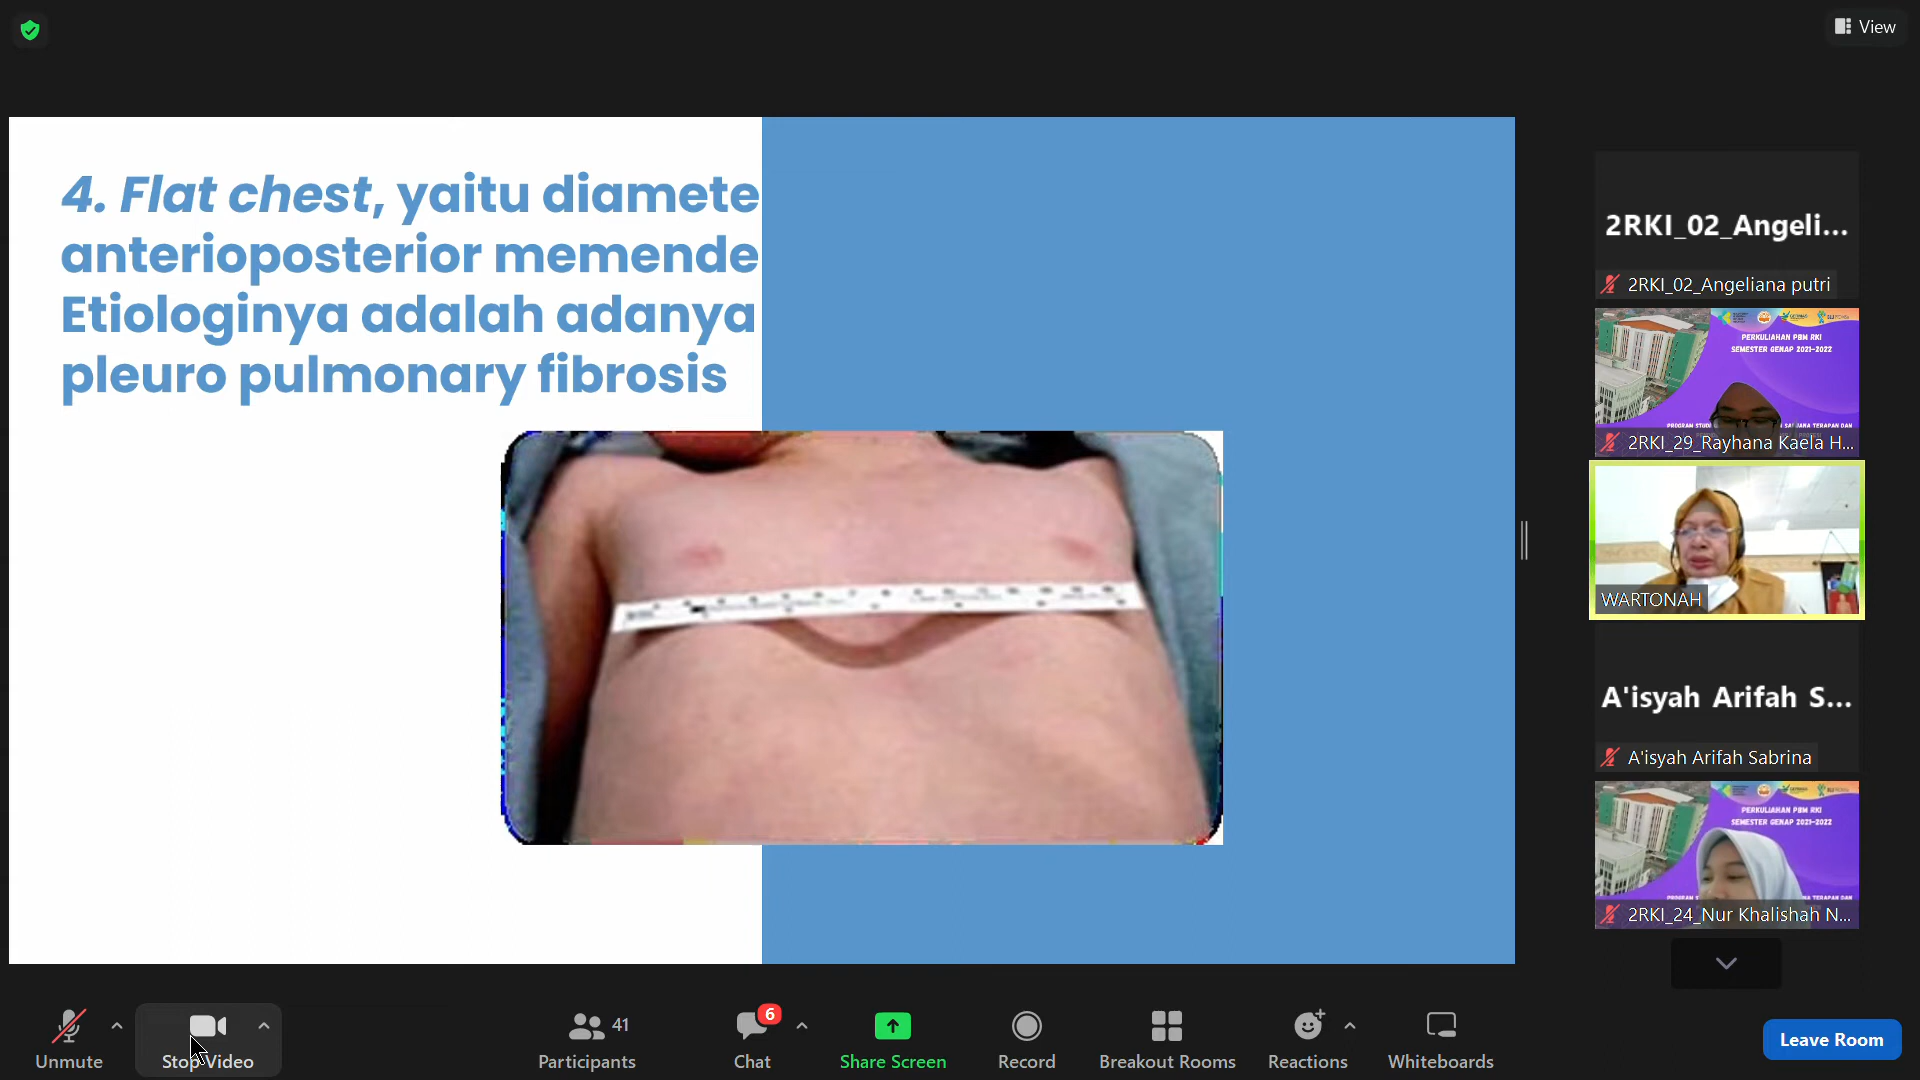 View
4. Flat chest, yaitu diamete
anterioposterior memende
Etiologinya adalah adanya
pleuro pulmonary fibrosis
2RKI_02_Angeli...
2RKI_02_Angeliana putri
PERKULIAHAN PBM RKI
SEMESTER GENAP 2021-2022
2RKI_29_Rayhana Kaela H...
WARTONAH
A'isyah Arifah S...
A'isyah Arifah Sabrina
PERKULIAHAN PBM RKI
SEMESTER GENAP 2021-2022
2RKI_24_Nur Khalishah N...
Unmute
Stop Video
41
Participants
6
Chat
Share Screen
Record
Breakout Rooms
Reactions
Whiteboards
Leave Room